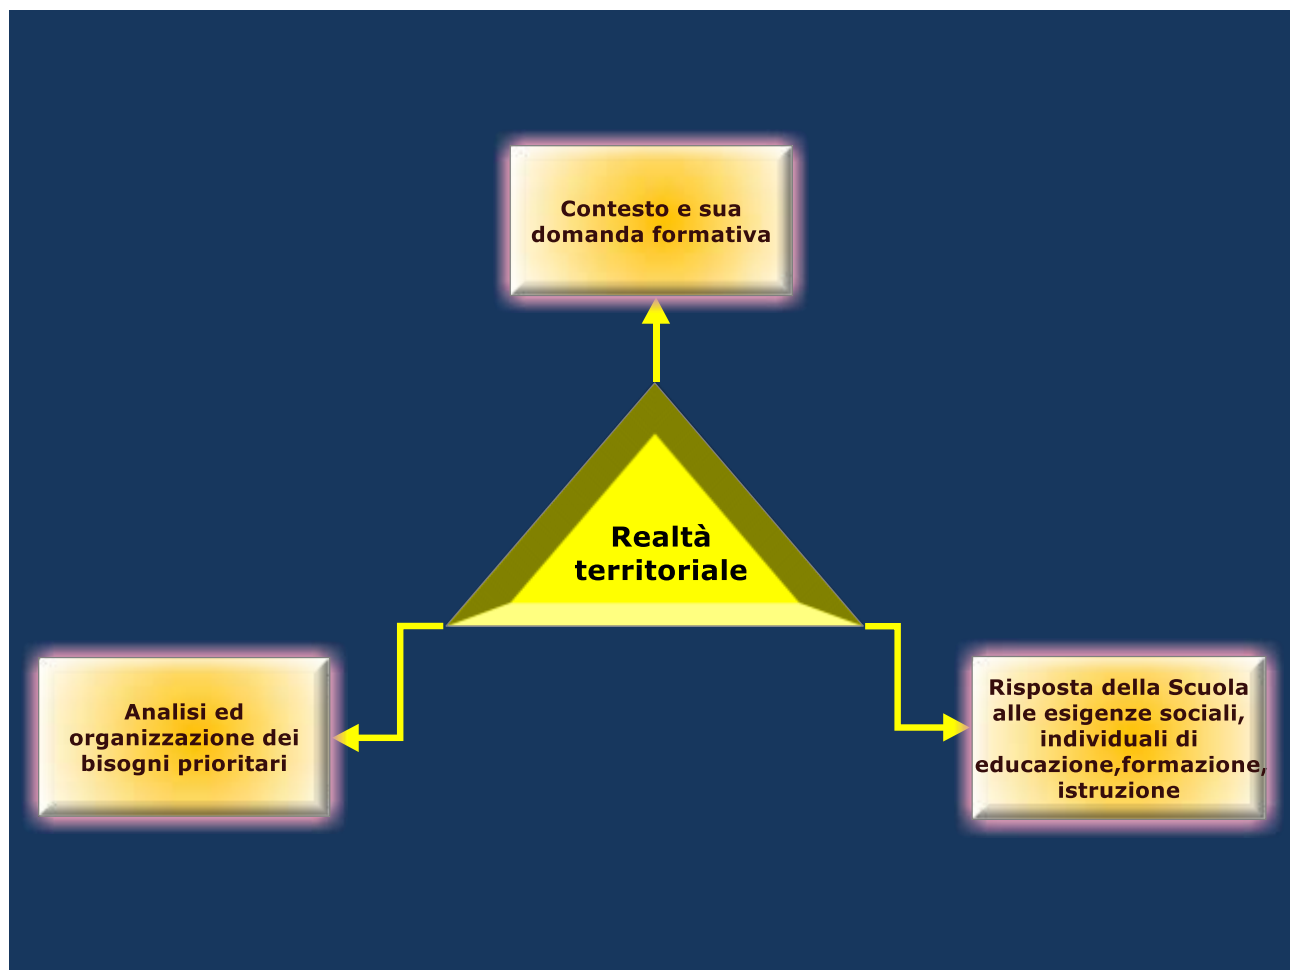 Contesto e sua
domanda formativa
Realtà
territoriale
Analisi ed
organizzazione dei
bisogni prioritari
Risposta della Scuola
alle esigenze sociali,
individuali di
educazione,formazione,
istruzione